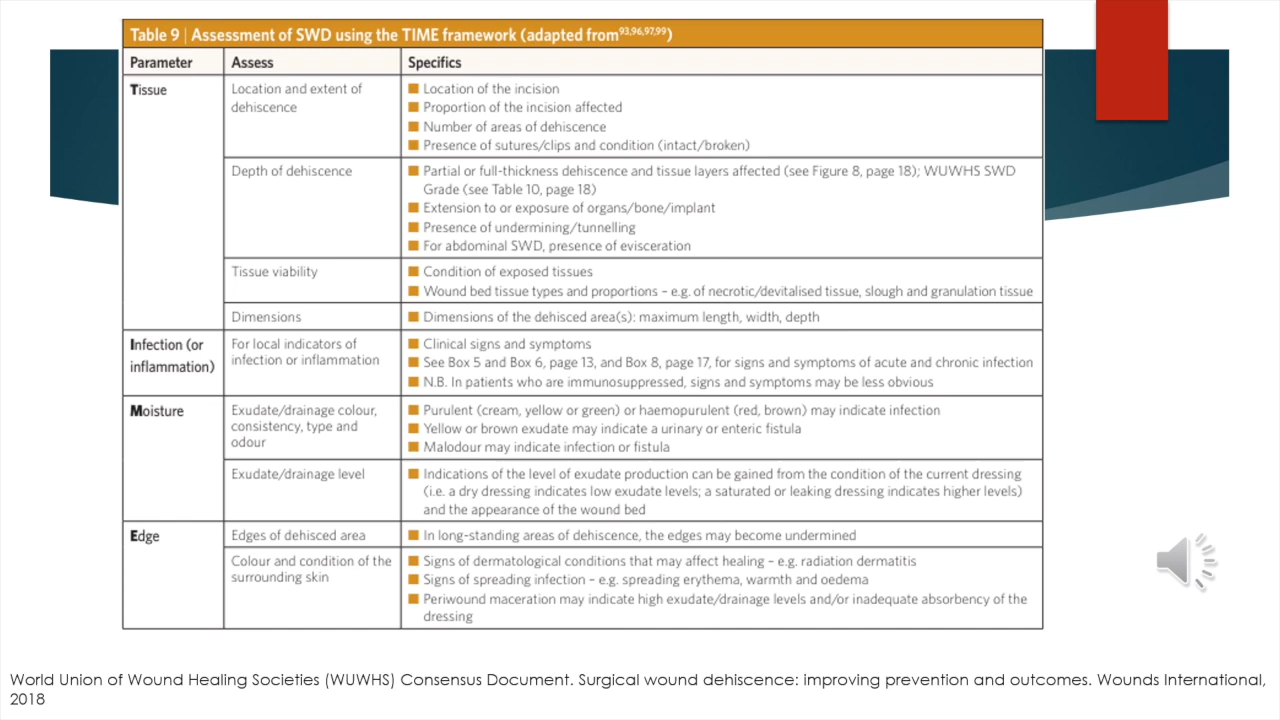 Table 9 | Assessment of SWD using the TIME framework (adapted from93,96,97,99)
Parameter Assess Specifics
Tissue
Location and extent of
dehiscence
■ Location of the incision
■ Proportion of the incision affected
■ Number of areas of dehiscence
■ Presence of sutures/clips and condition (intact/broken)
Depth of dehiscence
■ Partial or full-thickness dehiscence and tissue layers affected (see Figure 8, page 18); WUWHS SWD
Grade (see Table 10, page 18)
■ Extension to or exposure of organs/bone/implant
■ Presence of undermining/tunnelling
■ For abdominal SWD, presence of evisceration
Tissue viability
■ Condition of exposed tissues
■ Wound bed tissue types and proportions – e.g. of necrotic/devitalised tissue, slough and granulation tissue
Dimensions
■ Dimensions of the dehisced area(s): maximum length, width, depth
Infection (or
inflammation)
For local indicators of
infection or inflammation
■ Clinical signs and symptoms
■ See Box 5 and Box 6, page 13, and Box 8, page 17, for signs and symptoms of acute and chronic infection
■ N.B. In patients who are immunosuppressed, signs and symptoms may be less obvious
Moisture
Exudate/drainage colour,
consistency, type and
odour
■ Purulent (cream, yellow or green) or haemopurulent (red, brown) may indicate infection
■ Yellow or brown exudate may indicate a urinary or enteric fistula
■ Malodour may indicate infection or fistula
Exudate/drainage level
■ Indications of the level of exudate production can be gained from the condition of the current dressing
(i.e. a dry dressing indicates low exudate levels; a saturated or leaking dressing indicates higher levels)
and the appearance of the wound bed
Edge
Edges of dehisced area
■ In long-standing areas of dehiscence, the edges may become undermined
Colour and condition of the
surrounding skin
■ Signs of dermatological conditions that may affect healing – e.g. radiation dermatitis
■ Signs of spreading infection – e.g. spreading erythema, warmth and oedema
■ Periwound maceration may indicate high exudate/drainage levels and/or inadequate absorbency of the
dressing
World Union of Wound Healing Societies (WUWHS) Consensus Document. Surgical wound dehiscence: improving prevention and outcomes. Wounds International,
2018